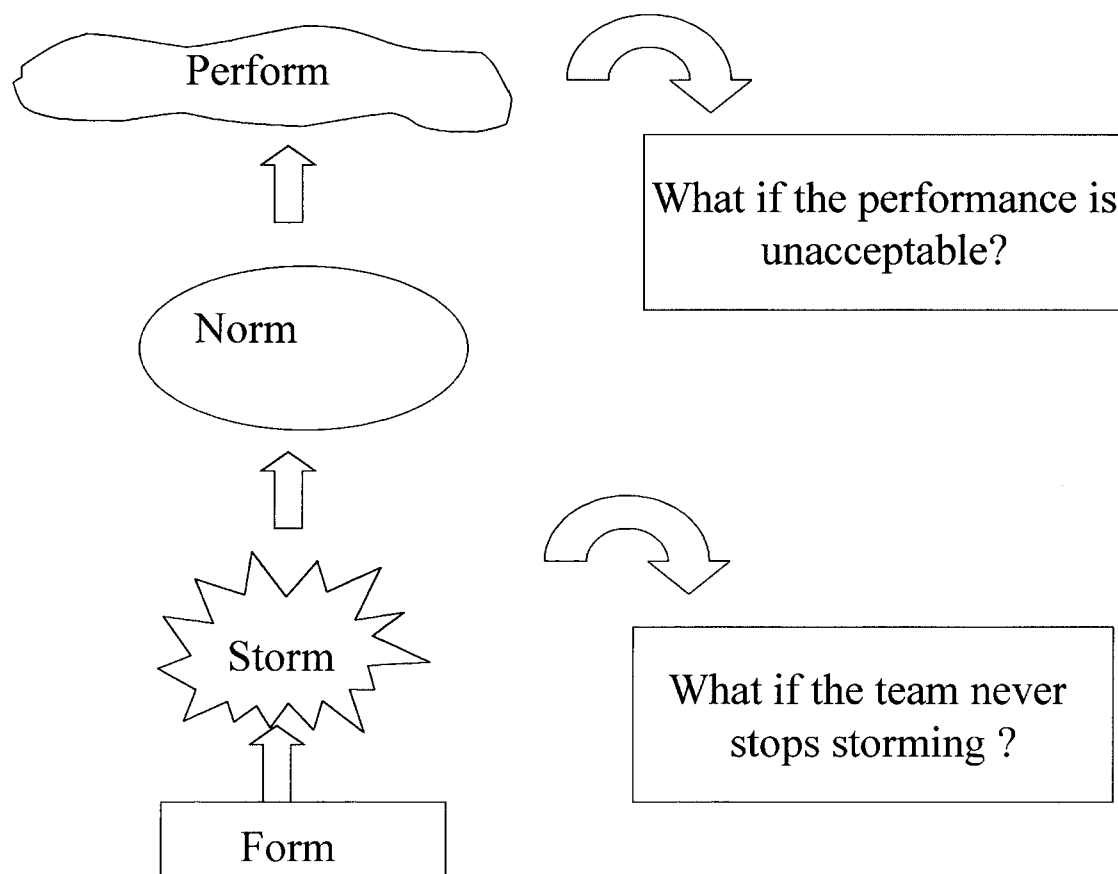 Perform
What if the performance is
unacceptable?
Norm
Storm
What if the team never
stops storming ?
Form